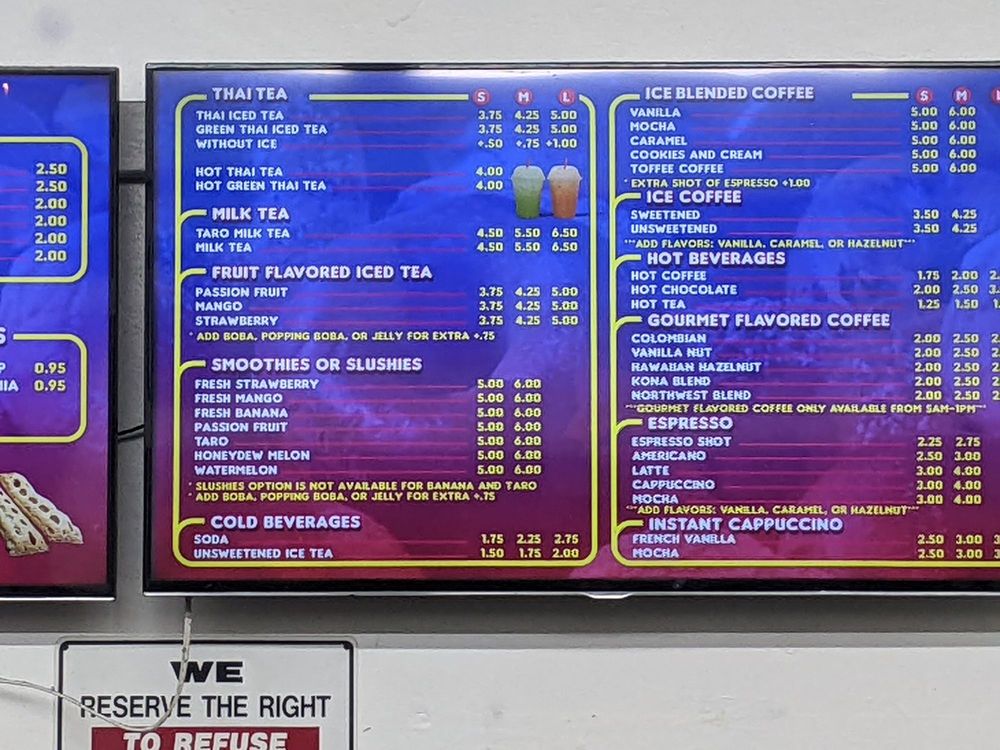 2.50
2.50
2.00
2.00
2.00
2.00
0.95
0.95
THAI TEA S M L
THAI ICED TEA 3.75 4.25 5.00
GREEN THAI ICED TEA 3.75 4.25 5.00
WITHOUT ICE +.50 +.75 +1.00
HOT THAI TEA 4.00
HOT GREEN THAI TEA 4.00
MILK TEA
TARO MILK TEA 4.50 5.50 6.50
MILK TEA 4.50 5.50 6.50
FRUIT FLAVORED ICED TEA
PASSION FRUIT 3.75 4.25 5.00
MANGO 3.75 4.25 5.00
STRAWBERRY 3.75 4.25 5.00
* ADD BOBA, POPPING BOBA, OR JELLY FOR EXTRA +.75
SMOOTHIES OR SLUSHIES
FRESH STRAWBERRY 5.00 6.00
FRESH MANGO 5.00 6.00
FRESH BANANA 5.00 6.00
PASSION FRUIT 5.00 6.00
TARO 5.00 6.00
HONEYDEW MELON 5.00 6.00
WATERMELON 5.00 6.00
* SLUSHIES OPTION IS NOT AVAILABLE FOR BANANA AND TARO
* ADD BOBA, POPPING BOBA, OR JELLY FOR EXTRA +.75
COLD BEVERAGES
SODA 1.75 2.25 2.75
UNSWEETENED ICE TEA 1.50 1.75 2.00
ICE BLENDED COFFEE S M
VANILLA 5.00 6.00
MOCHA 5.00 6.00
CARAMEL 5.00 6.00
COOKIES AND CREAM 5.00 6.00
TOFFEE COFFEE 5.00 6.00
* EXTRA SHOT OF ESPRESSO +1.00
ICE COFFEE
SWEETENED 3.50 4.25
UNSWEETENED 3.50 4.25
***ADD FLAVORS: VANILLA, CARAMEL, OR HAZELNUT***
HOT BEVERAGES
HOT COFFEE 1.75 2.00 2.
HOT CHOCOLATE 2.00 2.50 3.
HOT TEA 1.25 1.50 1.
GOURMET FLAVORED COFFEE
COLOMBIAN 2.00 2.50 2.
VANILLA NUT 2.00 2.50 2.
HAWAIIAN HAZELNUT 2.00 2.50 2.
KONA BLEND 2.00 2.50 2.
NORTHWEST BLEND 2.00 2.50 2.
***GOURMET FLAVORED COFFEE ONLY AVAILABLE FROM 5AM-1PM***
ESPRESSO
ESPRESSO SHOT 2.25 2.75
AMERICANO 2.50 3.00
LATTE 3.00 4.00
CAPPUCCINO 3.00 4.00
MOCHA 3.00 4.00
***ADD FLAVORS: VANILLA, CARAMEL, OR HAZELNUT***
INSTANT CAPPUCCINO
FRENCH VANILLA 2.50 3.00 3
MOCHA 2.50 3.00 3
WE
RESERVE THE RIGHT
TO REFUSE